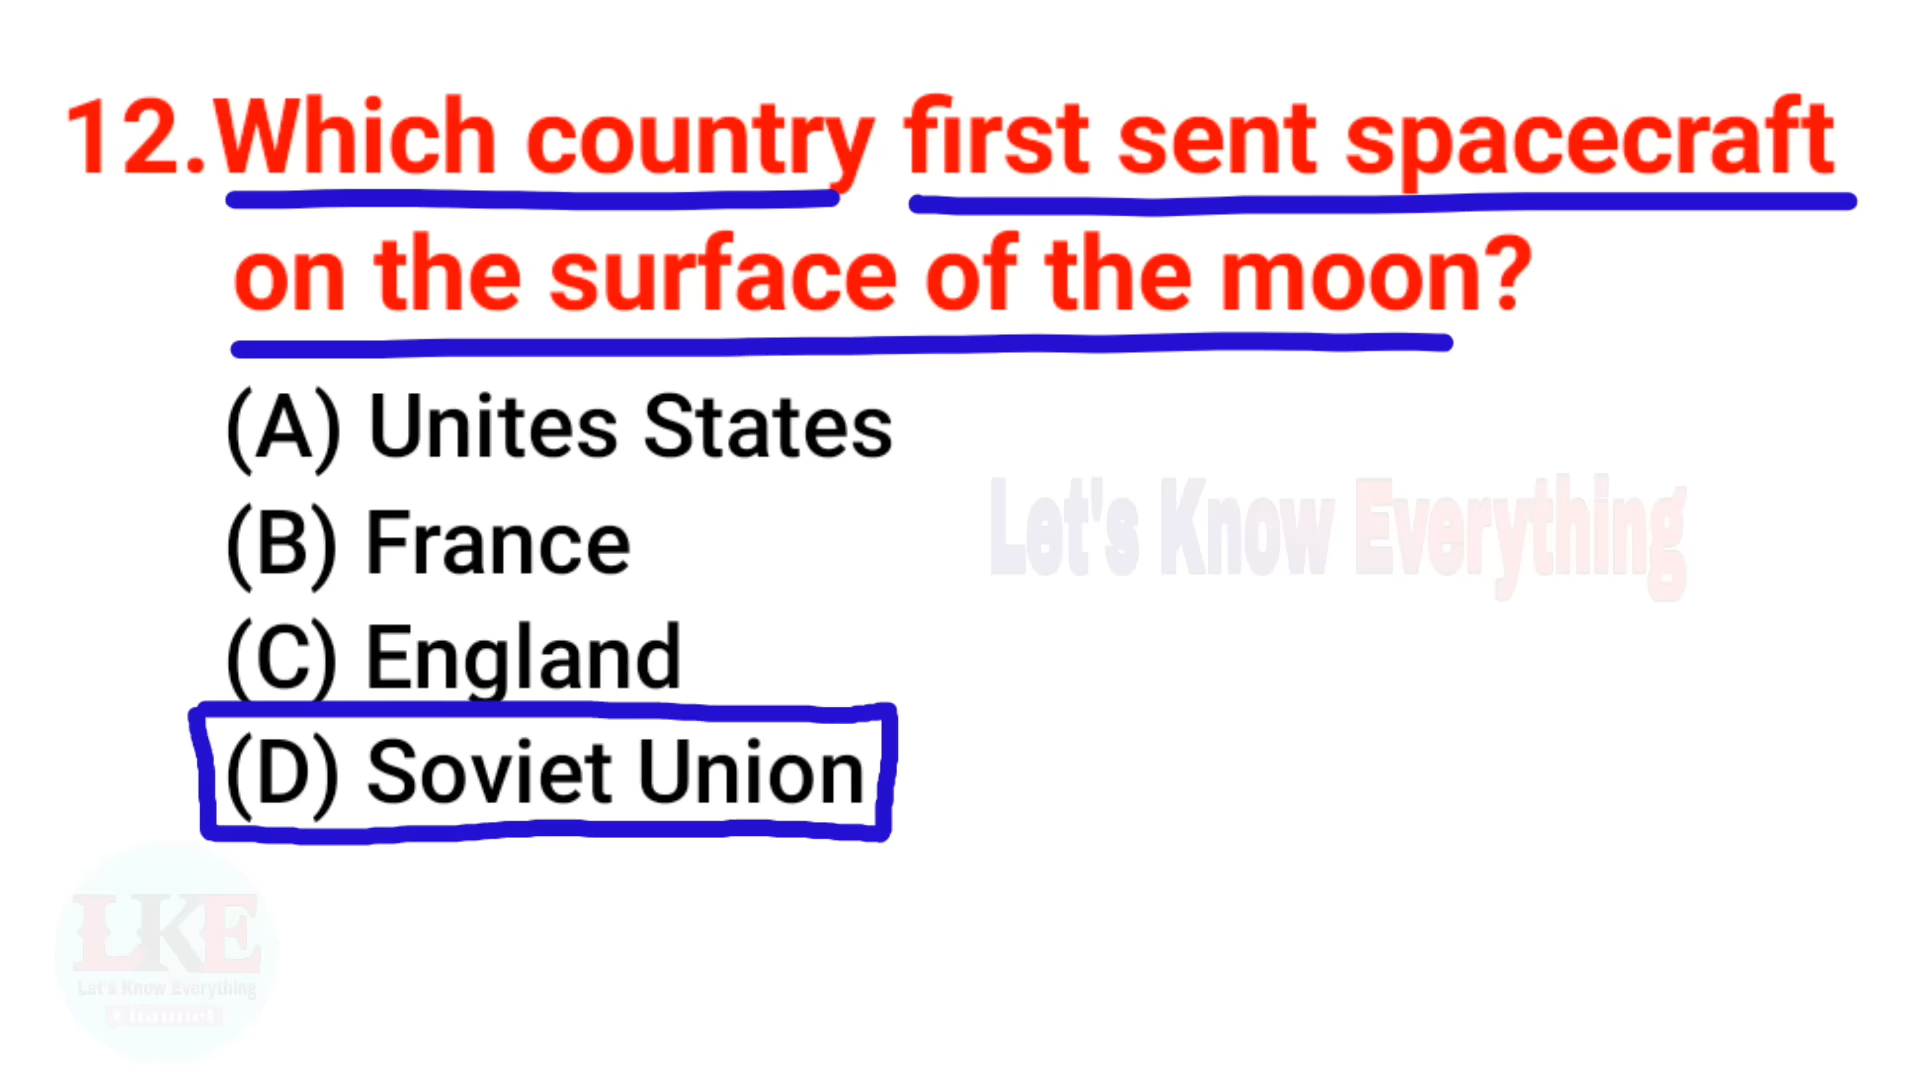 12.Which country first sent spacecraft
on the surface of the moon?
(A) Unites States
(B) France
Let's Know Everything
(C) England
(D) Soviet Union
LKE
Let's Know Everything
Channel